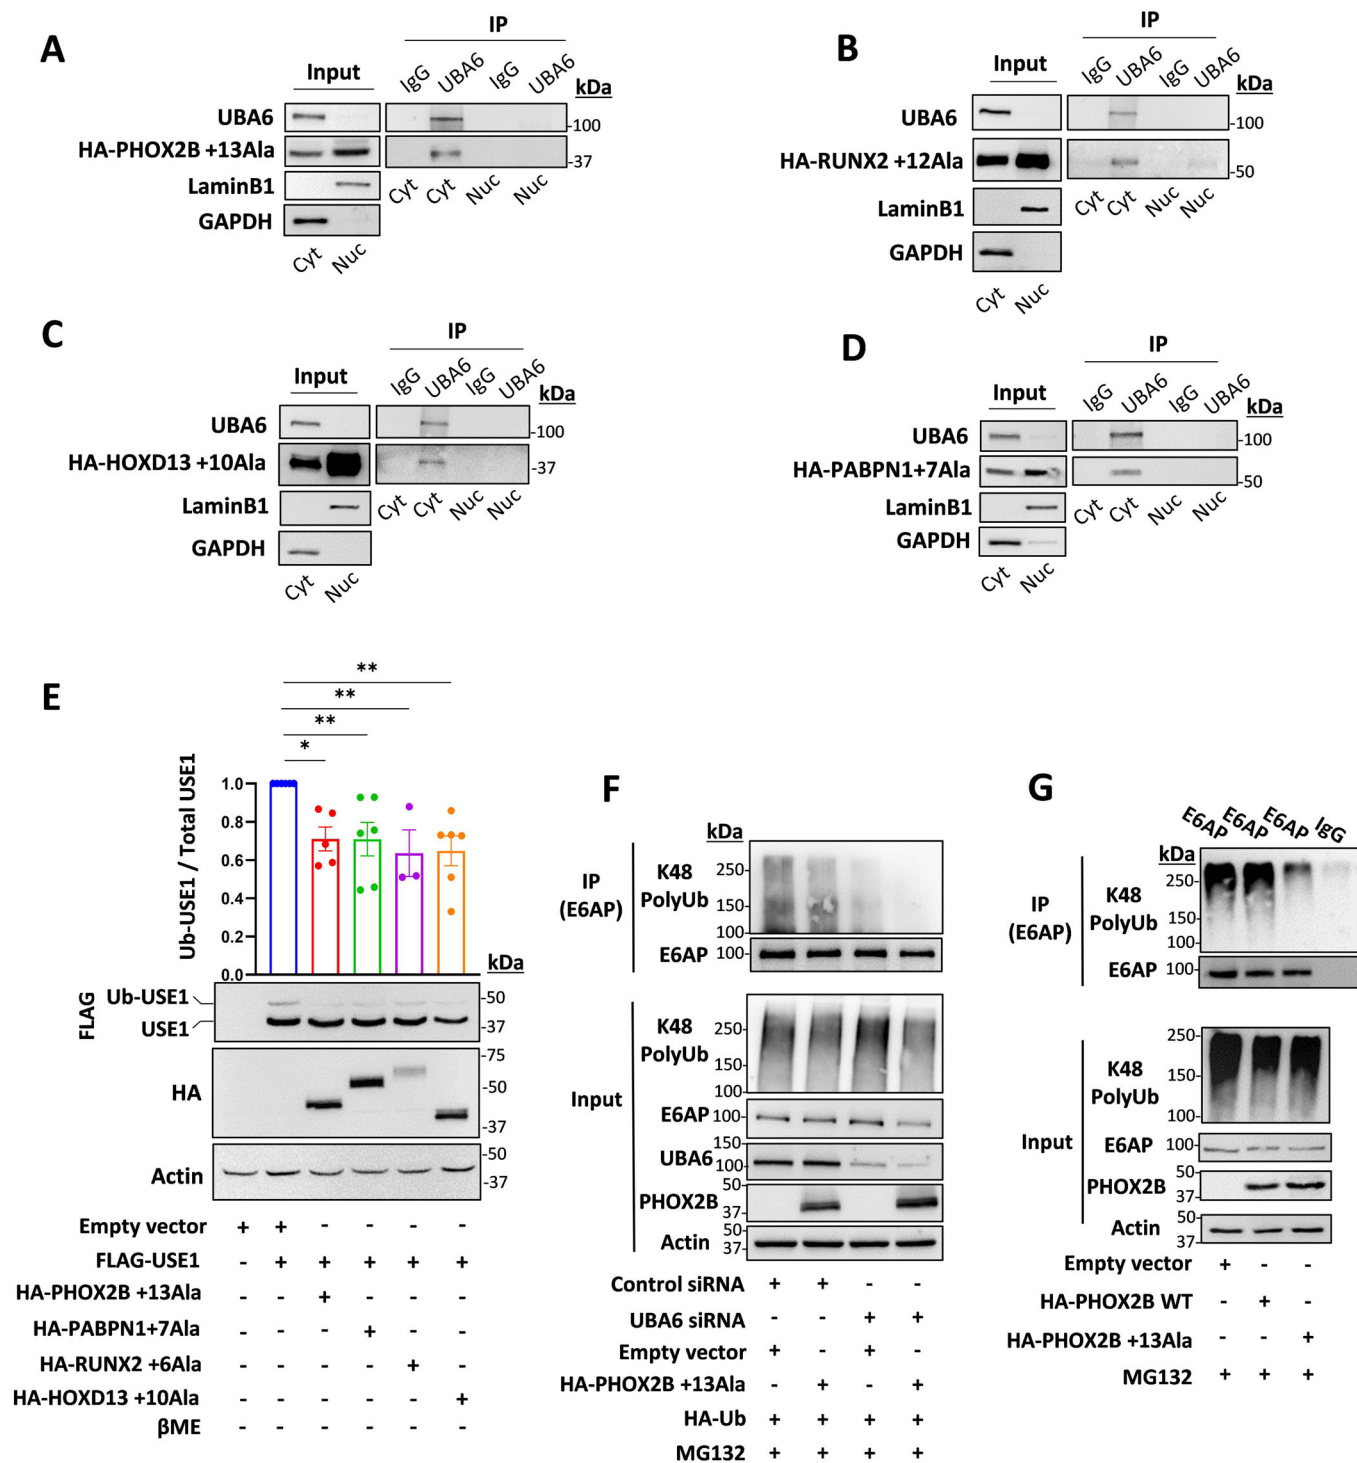 A
IP
Input
IgG UBA6 IgG UBA6
kDa
UBA6
-100
HA-PHOX2B +13Ala
-37
LaminB1
GAPDH
Cyt Cyt Nuc Nuc
Cyt Nuc
B
IP
Input
IgG UBA6 IgG UBA6
kDa
UBA6
-100
HA-RUNX2 +12Ala
-50
LaminB1
GAPDH
Cyt Cyt Nuc Nuc
Cyt Nuc
C
IP
Input
IgG UBA6 IgG UBA6
kDa
UBA6
-100
HA-HOXD13 +10Ala
-37
LaminB1
GAPDH
Cyt Cyt Nuc Nuc
Cyt Nuc
D
IP
Input
IgG UBA6 IgG UBA6
kDa
UBA6
-100
HA-PABPN1+7Ala
50
LaminB1
GAPDH
Cyt Cyt Nuc Nuc
Cyt Nuc
E
**
**
**
*
Ub-USE1 / Total USE1
1.0
0.8
0.6
0.4
0.2
0.0
kDa
FLAG
Ub-USE1
USE1
-50
-37
HA
-75
-50
-37
Actin
-50
-37
Empty vector + + - - - -
FLAG-USE1 - + + + + +
HA-PHOX2B +13Ala - - + - - -
HA-PABPN1+7Ala - - - + - -
HA-RUNX2 +6Ala - - - - + -
HA-HOXD13 +10Ala - - - - - +
βME - - - - - -
F
kDa
IP
(E6AP)
K48
PolyUb
250-
150-
100-
E6AP 100-
Input
K48
PolyUb
250-
150-
100-
E6AP 100-
UBA6
150-
100-
PHOX2B
50-
37-
Actin
50-
37-
Control siRNA + + - -
UBA6 siRNA - - + +
Empty vector + - + -
HA-PHOX2B +13Ala - + - +
HA-Ub + + + +
MG132 + + + +
G
E6AP E6AP E6AP IgG
kDa
IP
(E6AP)
K48
PolyUb
250-
150-
100-
E6AP 100-
Input
K48
PolyUb
250-
150-
100-
E6AP 100-
PHOX2B
50-
37-
Actin
50-
37-
Empty vector + - -
HA-PHOX2B WT - + -
HA-PHOX2B +13Ala - - +
MG132 + + +